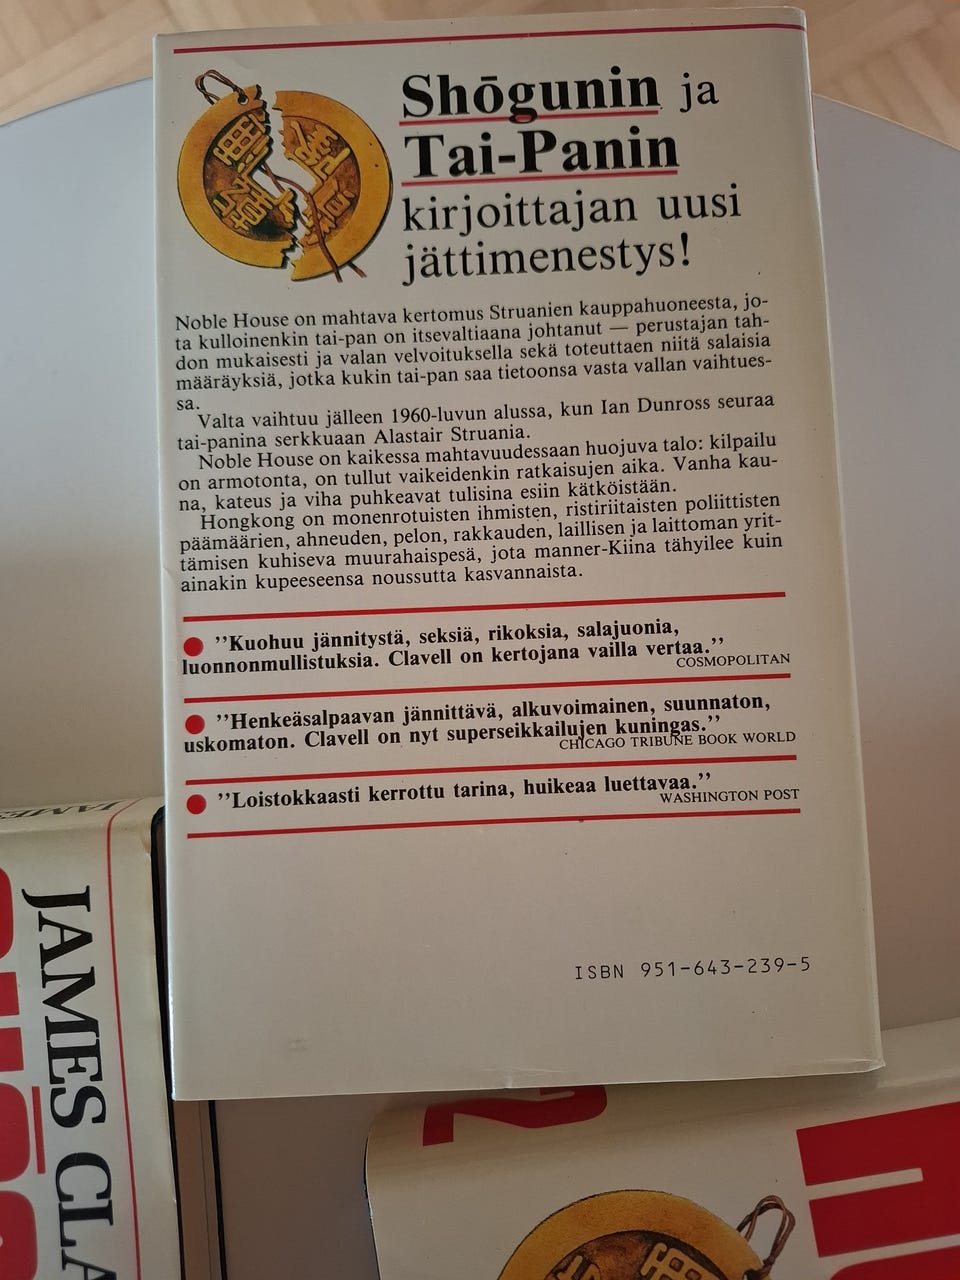 Shōgunin ja
Tai-Panin
kirjoittajan uusi
jättimenestys!
Noble House on mahtava kertomus Struanien kauppahuoneesta, jo-
ta kulloinenkin tai-pan on itsevaltiaana johtanut — perustajan tah-
don mukaisesti ja valan velvoituksella sekä toteuttaen niitä salaisia
määräyksiä, jotka kukin tai-pan saa tietoonsa vasta vallan vaihtues-
sa.
Valta vaihtuu jälleen 1960-luvun alussa, kun Ian Dunross seuraa
tai-panina serkkuaan Alastair Struania.
Noble House on kaikessa mahtavuudessaan huojuva talo: kilpailu
on armotonta, on tullut vaikeidenkin ratkaisujen aika. Vanha kau-
na, kateus ja viha puhkeavat tulisina esiin kätköistään.
Hongkong on monenrotuisten ihmisten, ristiriitaisten poliittisten
päämäärien, ahneuden, pelon, rakkauden, laillisen ja laittoman yrit-
tämisen kuhiseva muurahaispesä, jota manner-Kiina tähyilee kuin
ainakin kupeeseensa noussutta kasvannaista.
”Kuohuu jännitystä, seksiä, rikoksia, salajuonia,
luonnonmullistuksia. Clavell on kertojana vailla vertaa.”
COSMOPOLITAN
”Henkeäsalpaavan jännittävä, alkuvoimainen, suunnaton,
uskomaton. Clavell on nyt superseikkailujen kuningas.”
CHICAGO TRIBUNE BOOK WORLD
”Loistokkaasti kerrottu tarina, huikeaa luettavaa.”
WASHINGTON POST
ISBN 951-643-239-5
JAMES CLA
2